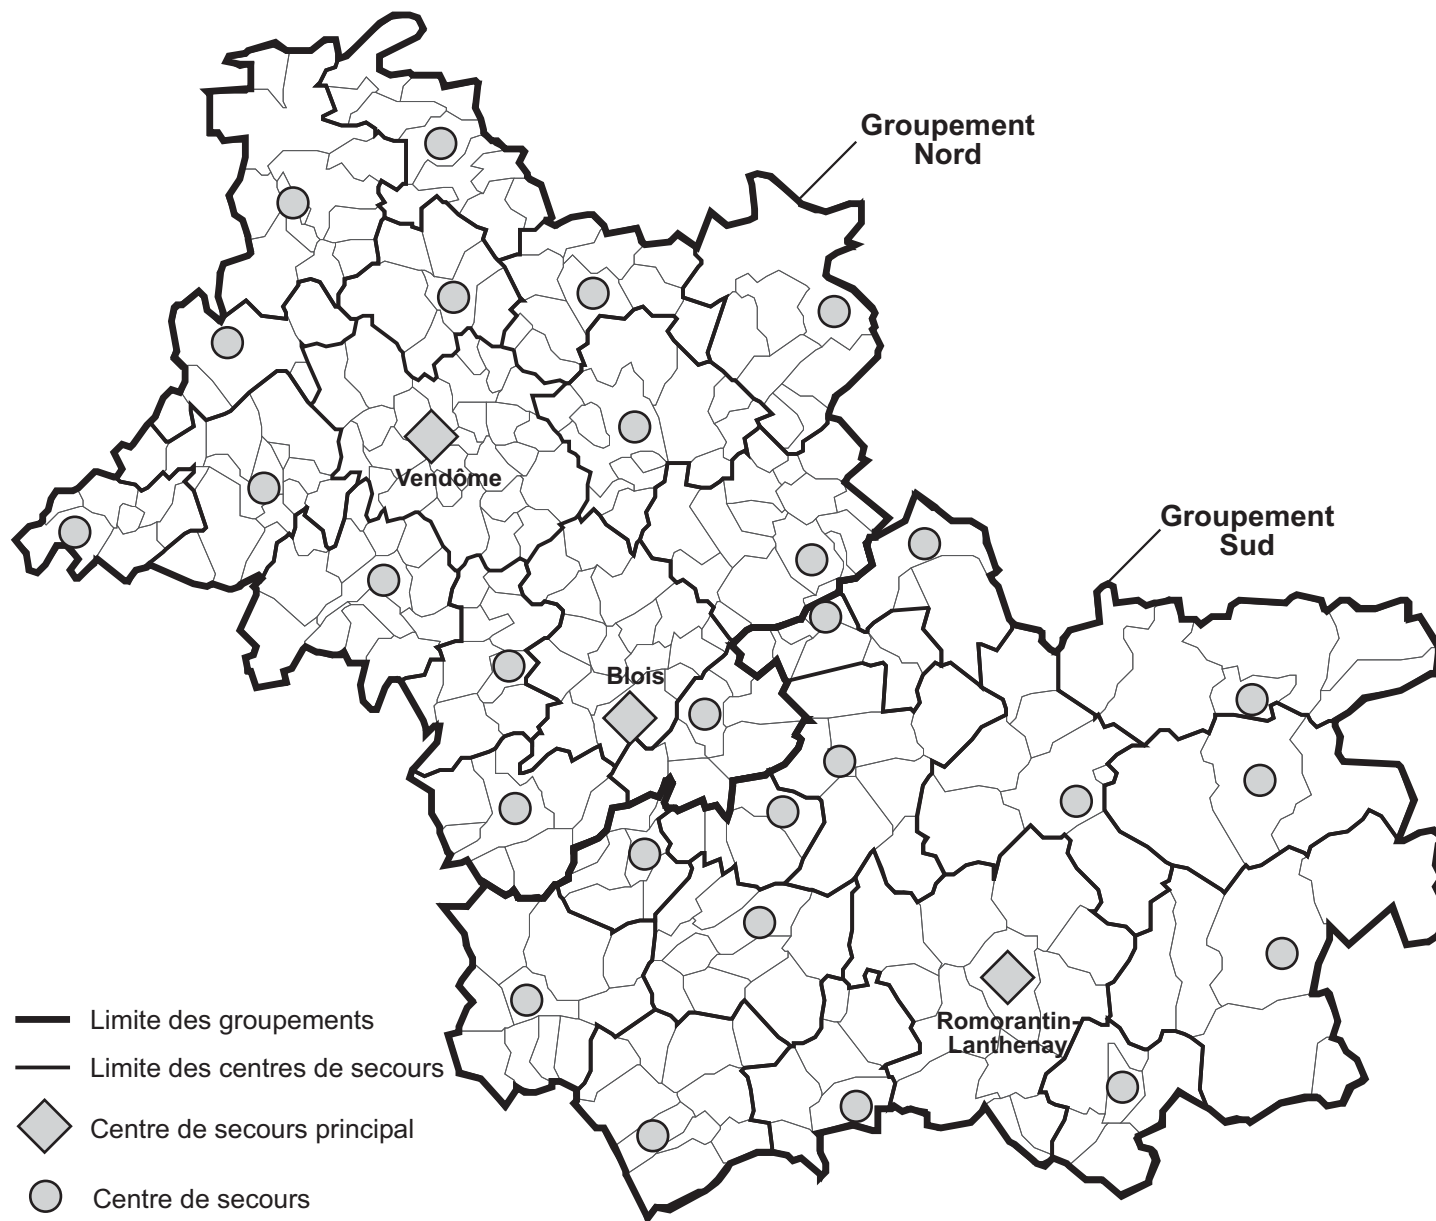 Groupement
Nord
Groupement
Sud
Vendôme
Blois
Romorantin-
Lanthenay
Limite des groupements
Limite des centres de secours
Centre de secours principal
Centre de secours